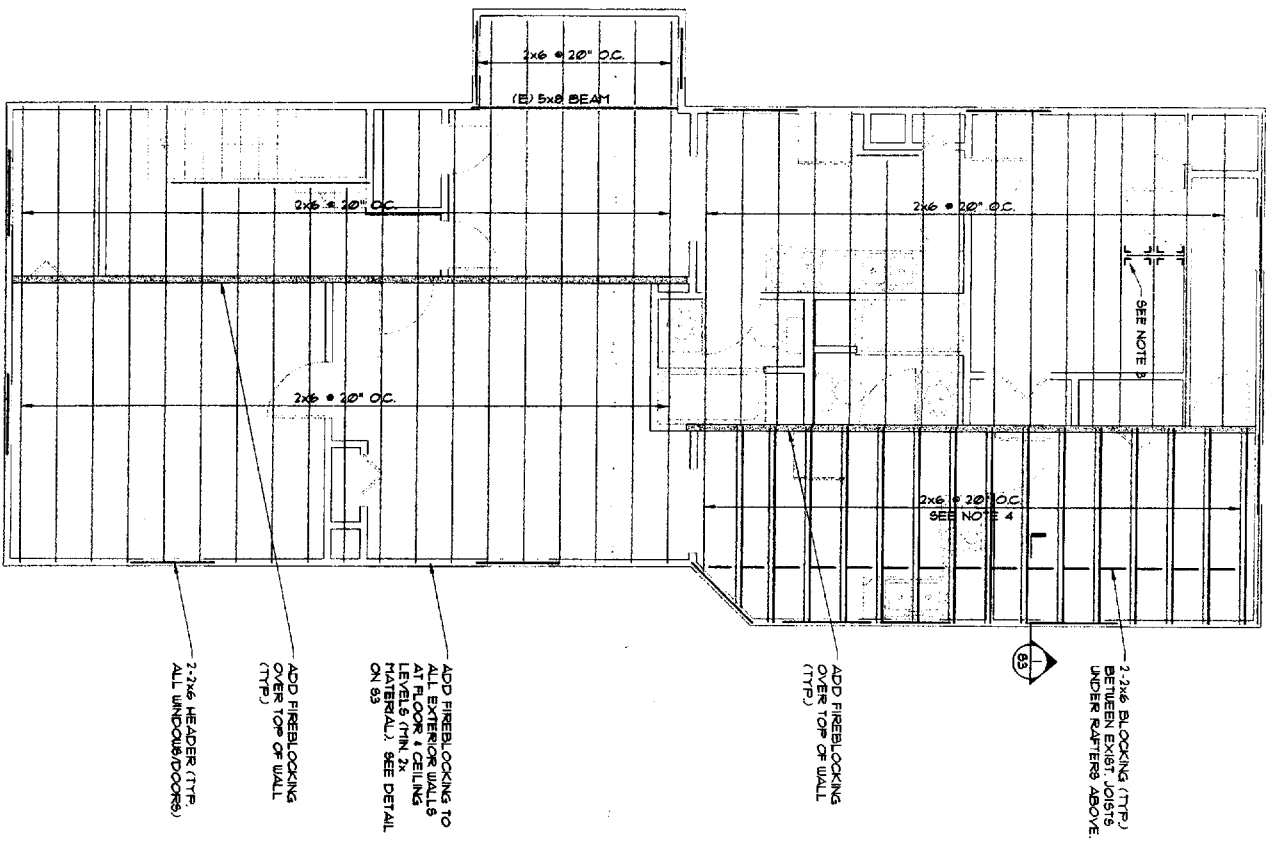 2x6 @ 20" O.C.
(E) 5x8 BEAM
2x6 @ 20" O.C.
2x6 @ 20" O.C.
SEE NOTE 3
2x6 @ 20" O.C.
2x6 @ 20" O.C.
SEE NOTE 4
1
S3
2-2x6 BLOCKING (TYP.)
BETWEEN EXIST. JOISTS
UNDER RAFTERS ABOVE.
ADD FIREBLOCKING
OVER TOP OF WALL
(TYP.)
ADD FIREBLOCKING TO
ALL EXTERIOR WALLS
AT FLOOR & CEILING
LEVELS (MIN. 2x
MATERIAL). SEE DETAIL
ON S3
ADD FIREBLOCKING
OVER TOP OF WALL
(TYP.)
2-2x6 HEADER (TYP.
ALL WINDOWS/DOORS)